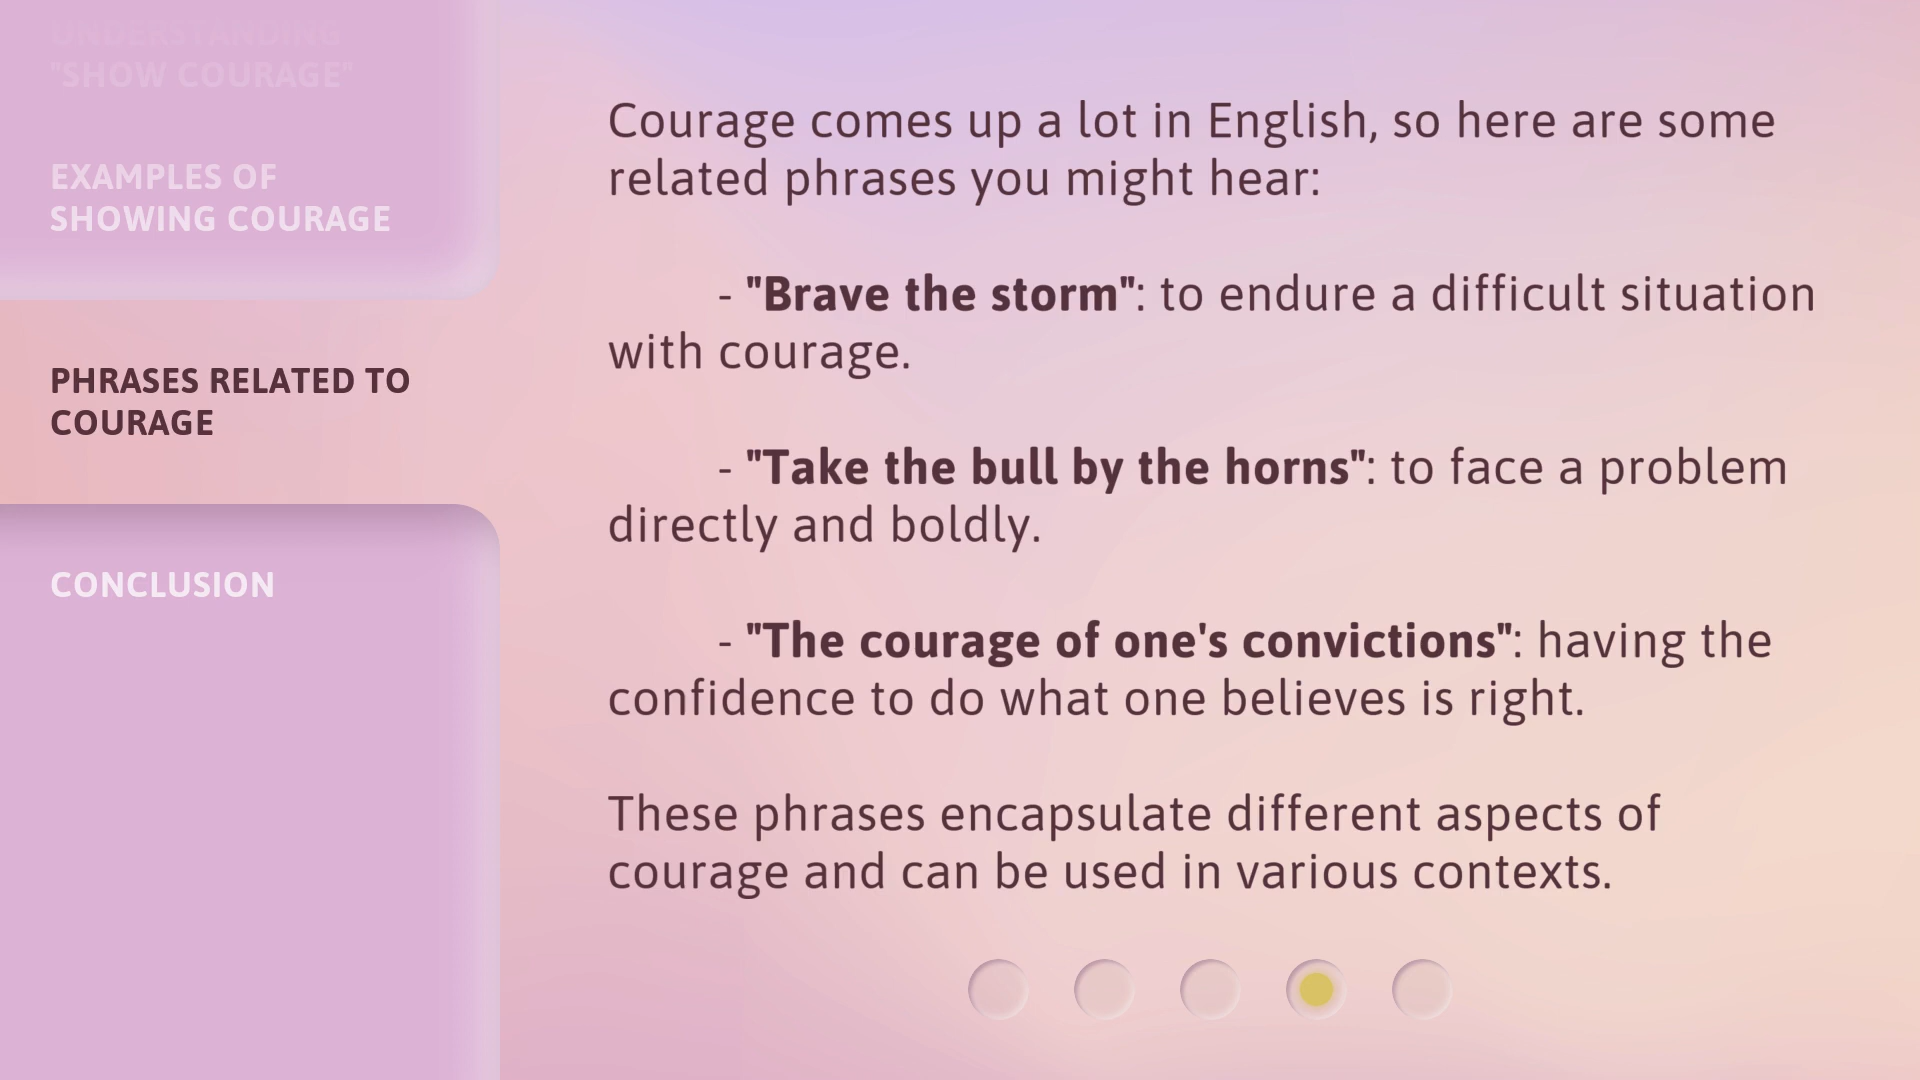 UNDERSTANDING
"SHOW COURAGE"
EXAMPLES OF
SHOWING COURAGE
PHRASES RELATED TO
COURAGE
CONCLUSION
Courage comes up a lot in English, so here are some
related phrases you might hear:
- "Brave the storm": to endure a difficult situation
with courage.
- "Take the bull by the horns": to face a problem
directly and boldly.
- "The courage of one's convictions": having the
confidence to do what one believes is right.
These phrases encapsulate different aspects of
courage and can be used in various contexts.